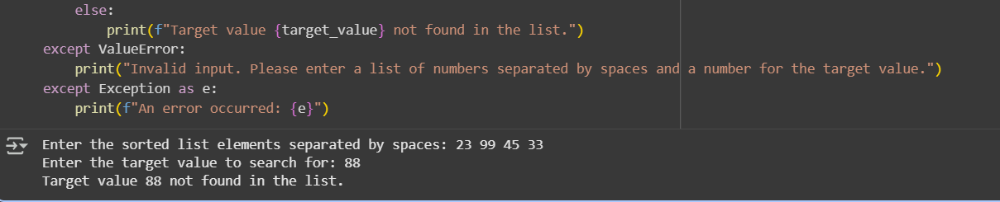 else:
print(f"Target value {target_value} not found in the list.")
except ValueError:
print("Invalid input. Please enter a list of numbers separated by spaces and a number for the target value.")
except Exception as e:
print(f"An error occurred: {e}")
Enter the sorted list elements separated by spaces: 23 99 45 33
Enter the target value to search for: 88
Target value 88 not found in the list.